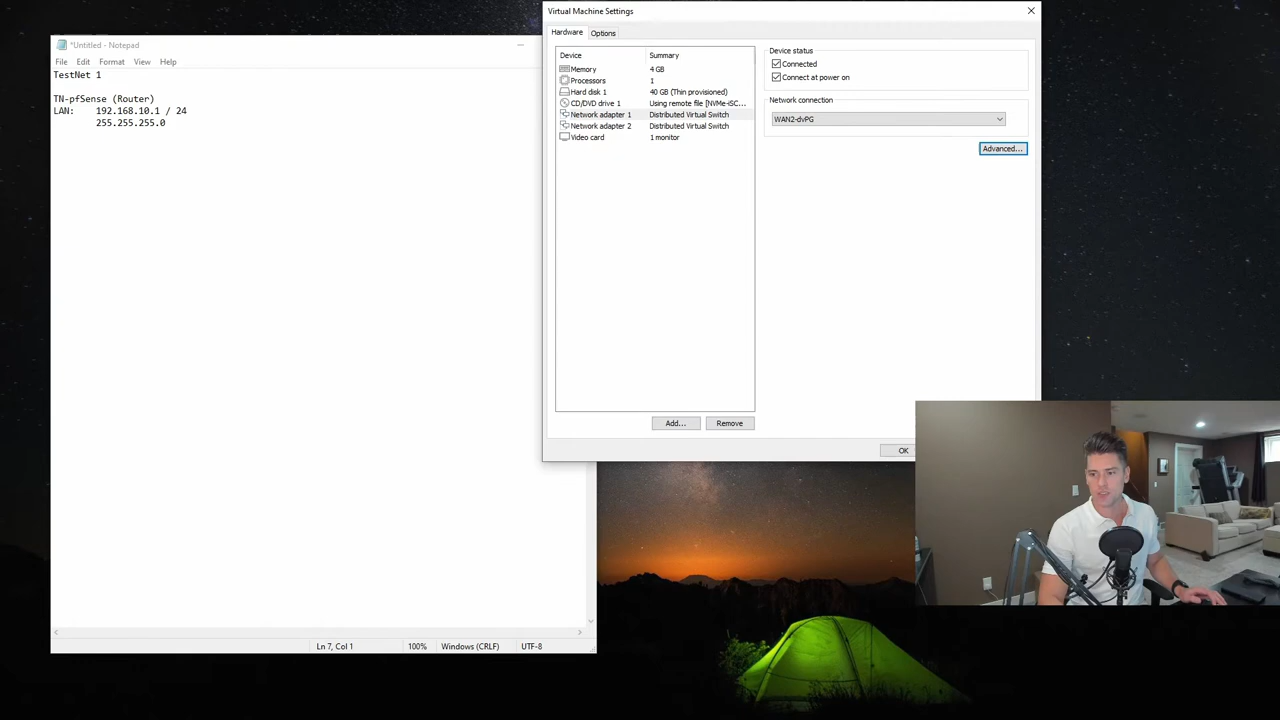 *Untitled - Notepad
File Edit Format View Help
TestNet 1
TN-pfSense (Router)
LAN: 192.168.10.1 / 24
255.255.255.0
Ln 7, Col 1 100% Windows (CRLF) UTF-8
Virtual Machine Settings
Hardware Options
Device Summary
Memory 4 GB
Processors 1
Hard disk 1 40 GB (Thin provisioned)
CD/DVD drive 1 Using remote file [NVMe-iSC...
Network adapter 1 Distributed Virtual Switch
Network adapter 2 Distributed Virtual Switch
Video card 1 monitor
Add... Remove
Device status
Connected
Connect at power on
Network connection
WAN2-dvPG
Advanced...
OK